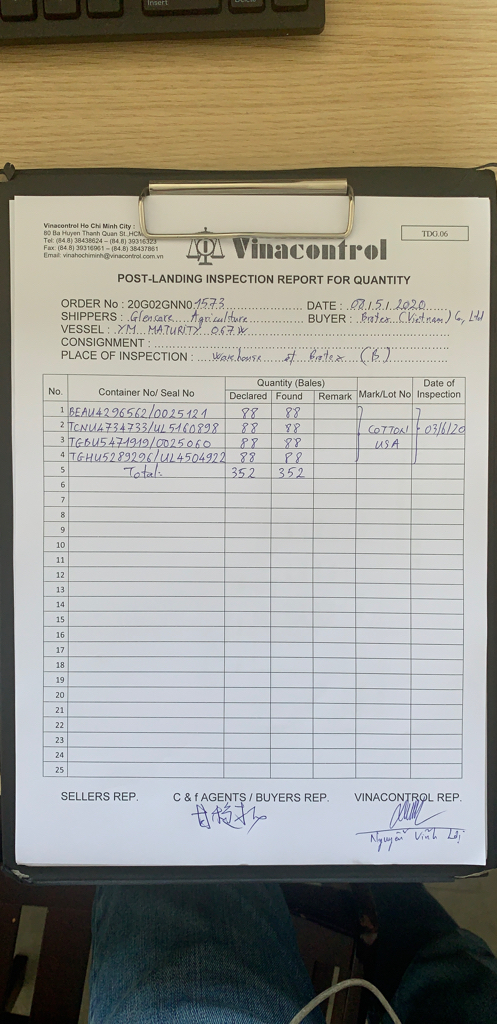 Insert
Vinacontrol Ho Chi Minh City :
80 Ba Huyen Thanh Quan St.,HCM
Tel: (84.8) 38438624 – (84.8) 39316323
Fax: (84.8) 39316961 – (84.8) 38437861
Email: vinahochiminh@vinacontrol.com.vn
Vinacontrol
TDG.06
POST-LANDING INSPECTION REPORT FOR QUANTITY
ORDER No : 20G02GNN01573 DATE : 08.5.2020
SHIPPERS : Glencore Agriculture BUYER : Brotex (Vietnam) Co, Ltd
VESSEL : YM MATURITY 067W
CONSIGNMENT :
PLACE OF INSPECTION : Warehouse of Brotex (B)
No. Container No/ Seal No Quantity (Bales) Mark/Lot No Date of Inspection
Declared Found Remark
1 BEAU4296562/0025121 88 88
2 TCNU4734733/UL5160898 88 88 COTTON 03/6/20
3 TGBU5471919/0025060 88 88 USA
4 TGHU5289296/UL4504922 88 88
5 Total: 352 352
6
7
8
9
10
11
12
13
14
15
16
17
18
19
20
21
22
23
24
25
SELLERS REP. C & f AGENTS / BUYERS REP. VINACONTROL REP.
Nguyễn Vĩnh Lợi